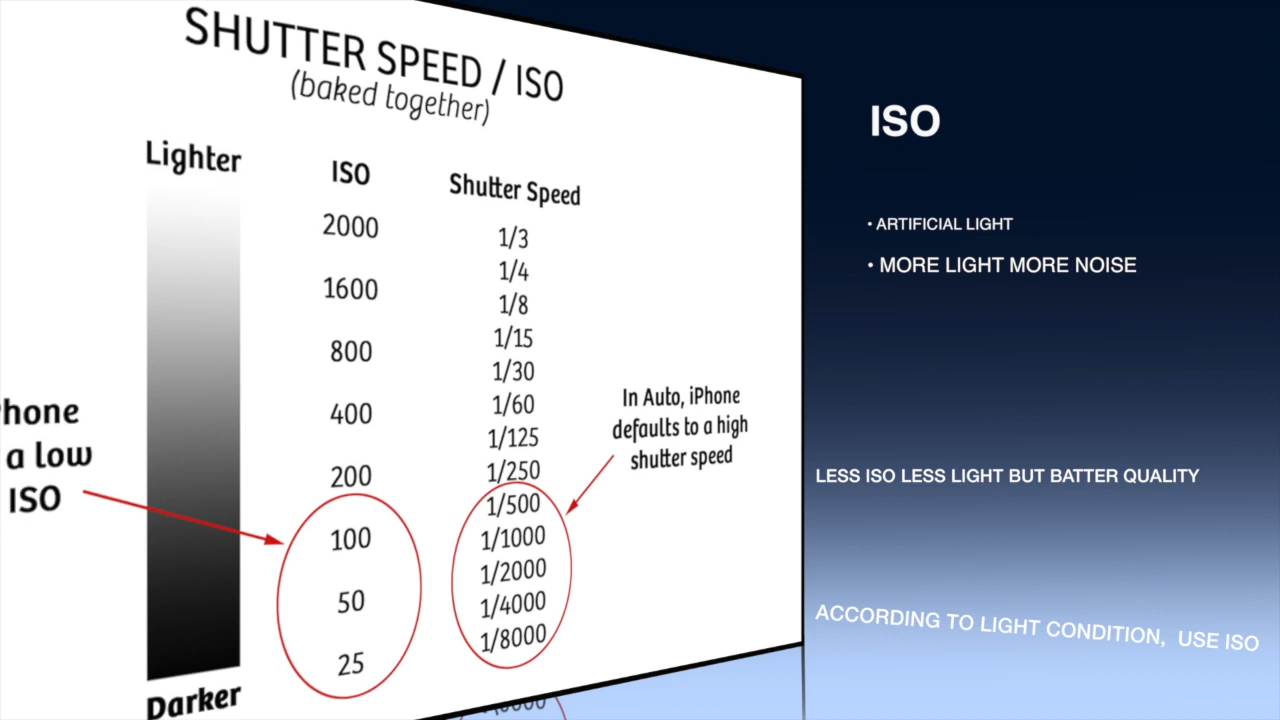 SHUTTER SPEED / ISO
(baked together)
Lighter
ISO
Shutter Speed
2000
1600
800
400
200
100
50
25
1/3
1/4
1/8
1/15
1/30
1/60
1/125
1/250
1/500
1/1000
1/2000
1/4000
1/8000
a low
ISO
Darker
In Auto, iPhone
defaults to a high
shutter speed
ISO
• ARTIFICIAL LIGHT
• MORE LIGHT MORE NOISE
LESS ISO LESS LIGHT BUT BATTER QUALITY
ACCORDING TO LIGHT CONDITION, USE ISO